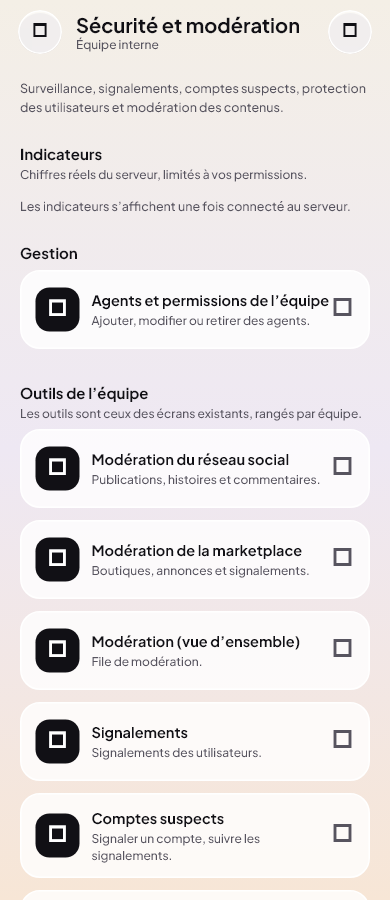 Sécurité et modération
Équipe interne
Surveillance, signalements, comptes suspects, protection
des utilisateurs et modération des contenus.
Indicateurs
Chiffres réels du serveur, limités à vos permissions.
Les indicateurs s’affichent une fois connecté au serveur.
Gestion
Agents et permissions de l’équipe
Ajouter, modifier ou retirer des agents.
Outils de l’équipe
Les outils sont ceux des écrans existants, rangés par équipe.
Modération du réseau social
Publications, histoires et commentaires.
Modération de la marketplace
Boutiques, annonces et signalements.
Modération (vue d’ensemble)
File de modération.
Signalements
Signalements des utilisateurs.
Comptes suspects
Signaler un compte, suivre les
signalements.